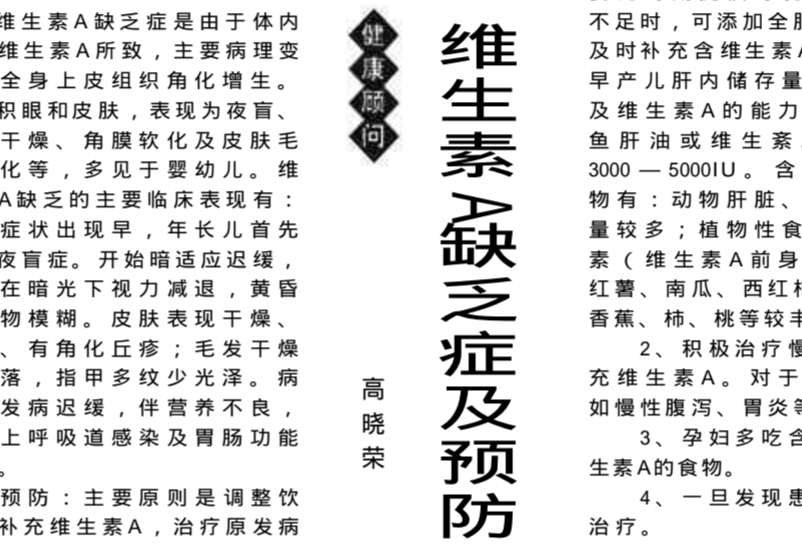 健康顾问
维生素A缺乏症及预防
高晓荣
维生素A缺乏症是由于体内
维生素A所致，主要病理变
全身上皮组织角化增生。
积眼和皮肤，表现为夜盲、
干燥、角膜软化及皮肤毛
化等，多见于婴幼儿。维
A缺乏的主要临床表现有：
症状出现早，年长儿首先
夜盲症。开始暗适应迟缓，
在暗光下视力减退，黄昏
物模糊。皮肤表现干燥、
、有角化丘疹；毛发干燥
落，指甲多纹少光泽。病
发病迟缓，伴营养不良，
上呼吸道感染及胃肠功能
。
预防：主要原则是调整饮
补充维生素A，治疗原发病
不足时，可添加全脂
及时补充含维生素A
早产儿肝内储存量
及维生素A的能力
鱼肝油或维生素
3000—5000IU。含
物有：动物肝脏、
量较多；植物性食
素（维生素A前身
红薯、南瓜、西红柿
香蕉、柿、桃等较丰
2、积极治疗慢
充维生素A。对于
如慢性腹泻、胃炎等
3、孕妇多吃含
生素A的食物。
4、一旦发现患
治疗。